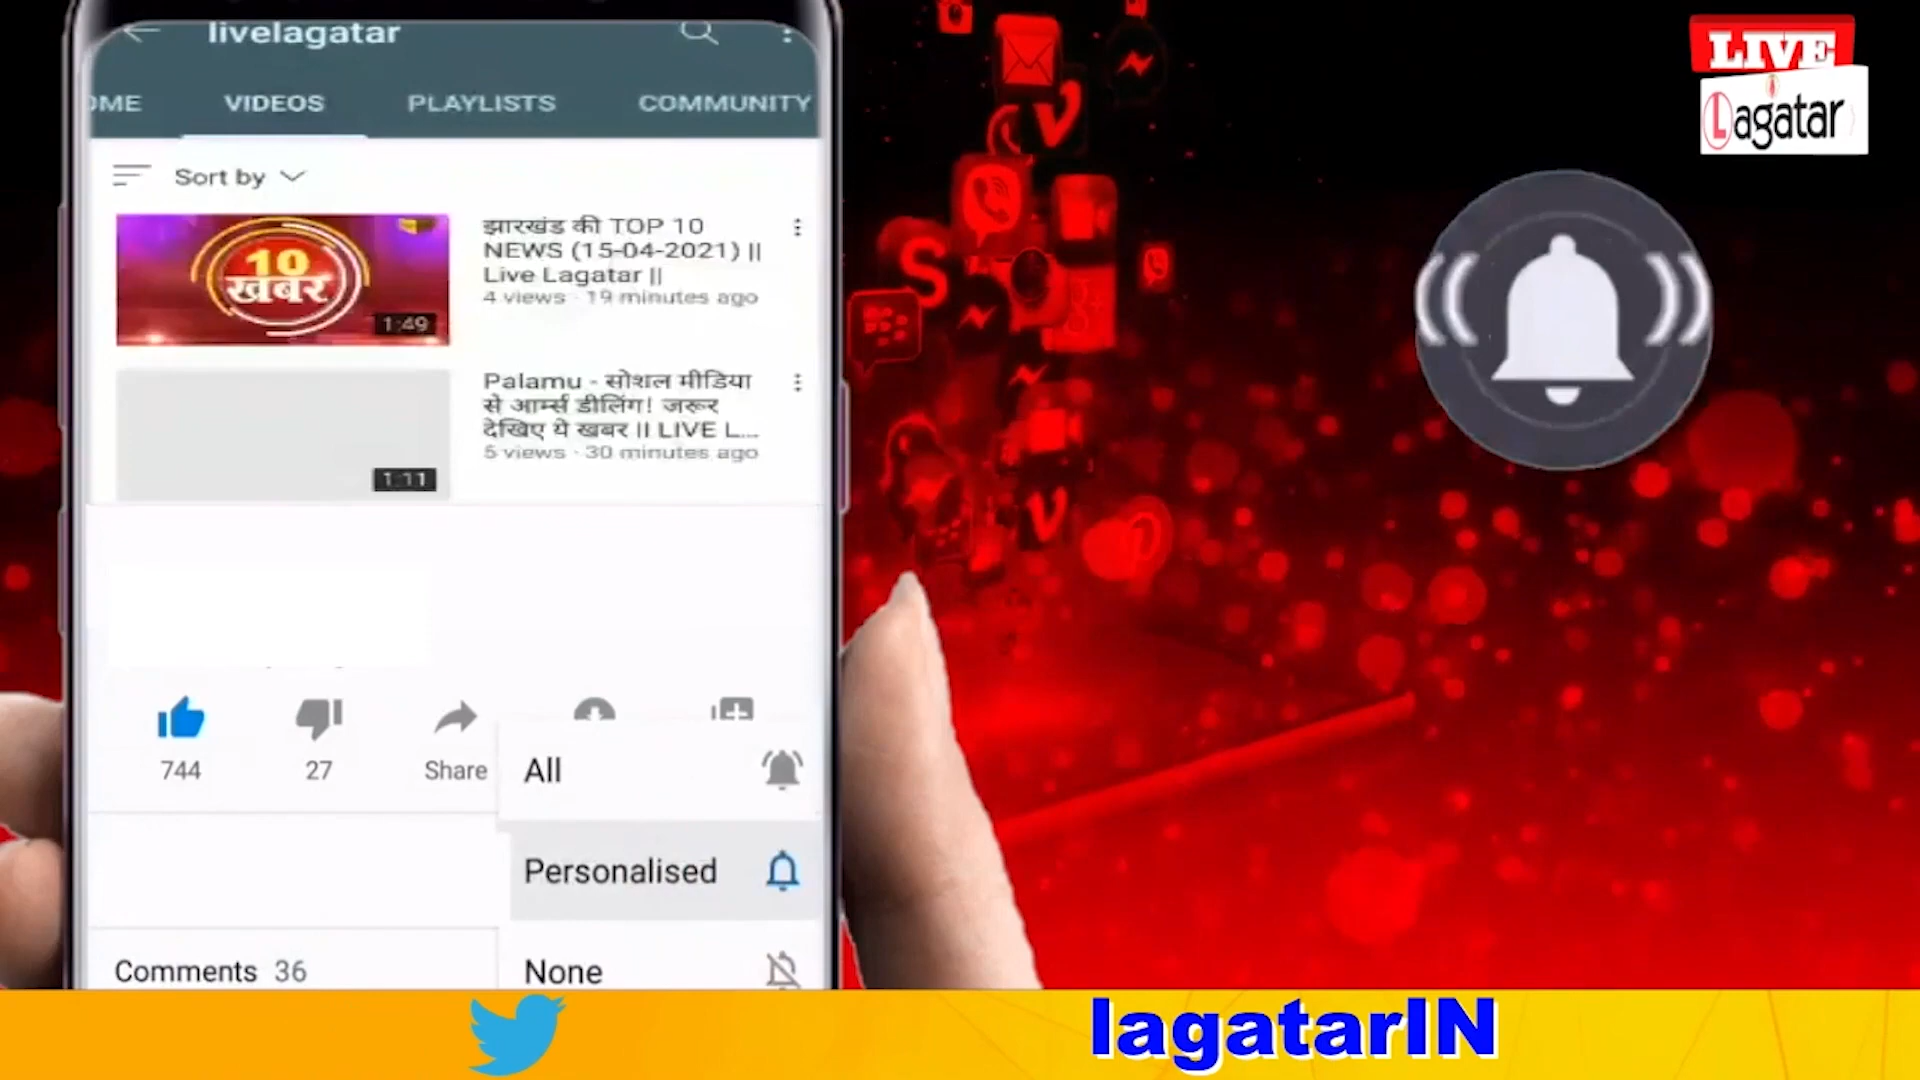 livelagatar
OME VIDEOS PLAYLISTS COMMUNITY
Sort by
10
खबर
1:49
झारखंड की TOP 10
NEWS (15-04-2021) ||
Live Lagatar ||
4 views · 19 minutes ago
1:11
Palamu - सोशल मीडिया
से आर्म्स डीलिंग! जरूर
देखिए ये खबर II LIVE L...
5 views · 30 minutes ago
744 27 Share
All
Personalised
None
Comments 36
LIVE
Lagatar
lagatarIN